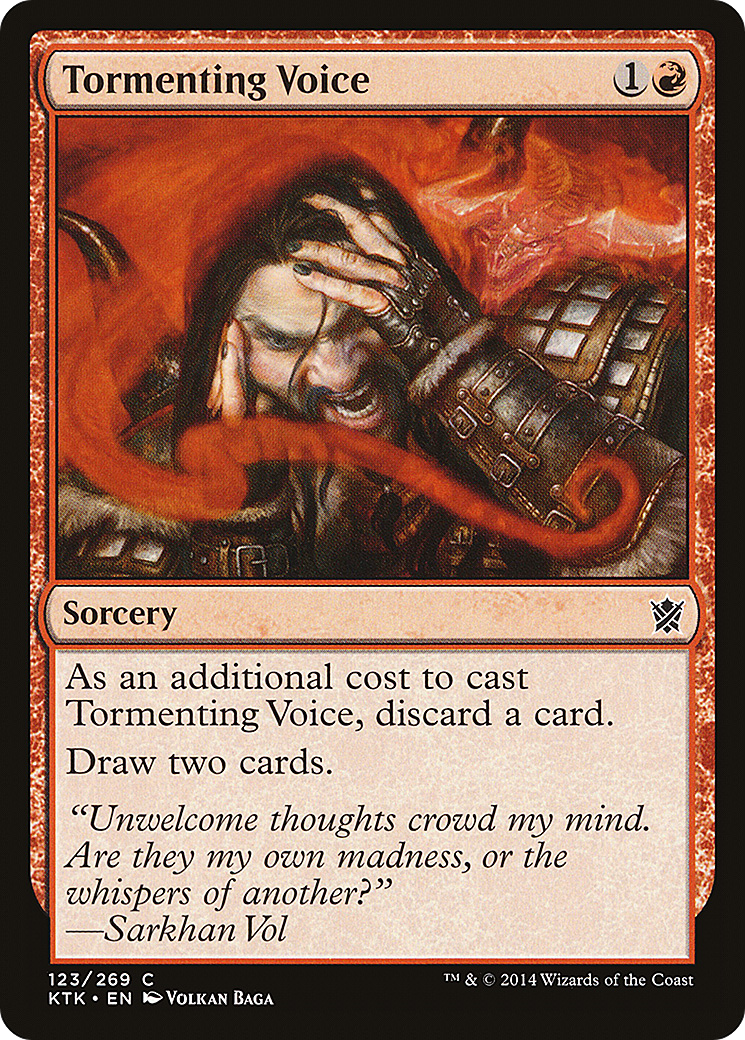 Tormenting Voice 1
Sorcery
As an additional cost to cast
Tormenting Voice, discard a card.
Draw two cards.
“Unwelcome thoughts crowd my mind.
Are they my own madness, or the
whispers of another?”
—Sarkhan Vol
123/269 C
KTK • EN VOLKAN BAGA
™ & © 2014 Wizards of the Coast